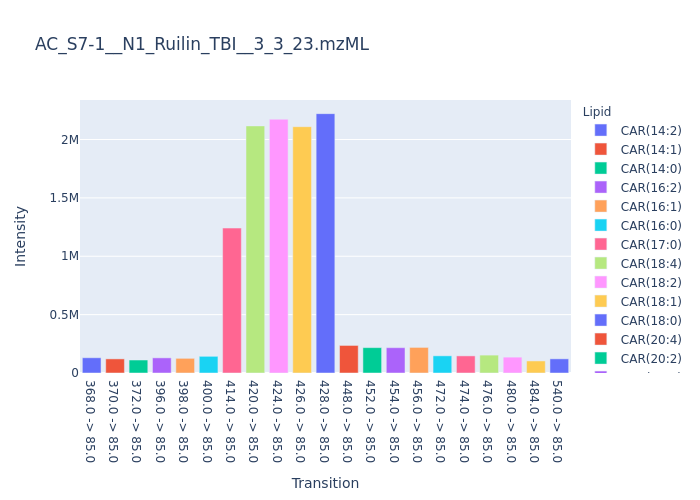 AC_S7-1__N1_Ruilin_TBI__3_3_23.mzML
Lipid
CAR(14:2)
CAR(14:1)
CAR(14:0)
CAR(16:2)
CAR(16:1)
CAR(16:0)
CAR(17:0)
CAR(18:4)
CAR(18:2)
CAR(18:1)
CAR(18:0)
CAR(20:4)
CAR(20:2)
Intensity
2M
1.5M
1M
0.5M
0
368.0 -> 85.0
370.0 -> 85.0
372.0 -> 85.0
396.0 -> 85.0
398.0 -> 85.0
400.0 -> 85.0
414.0 -> 85.0
420.0 -> 85.0
424.0 -> 85.0
426.0 -> 85.0
428.0 -> 85.0
448.0 -> 85.0
452.0 -> 85.0
454.0 -> 85.0
456.0 -> 85.0
472.0 -> 85.0
474.0 -> 85.0
476.0 -> 85.0
480.0 -> 85.0
484.0 -> 85.0
540.0 -> 85.0
Transition